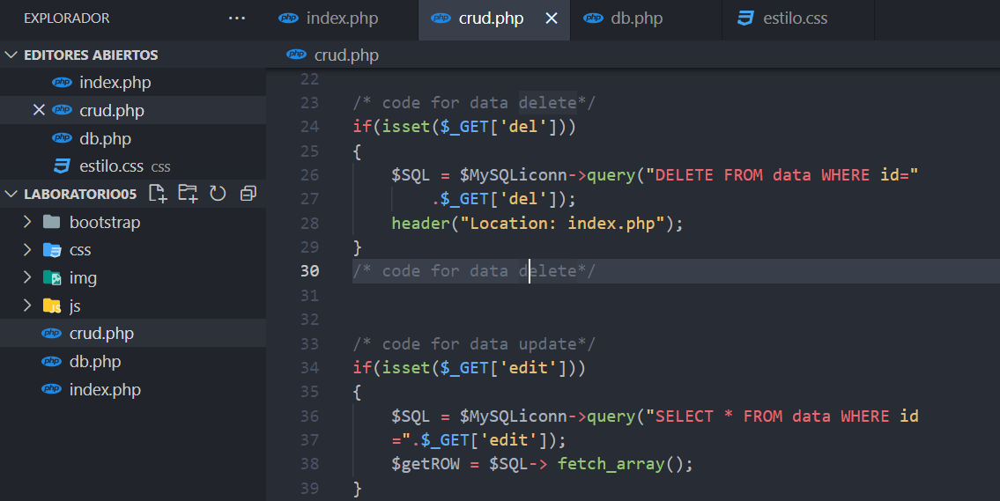 EXPLORADOR
EDITORES ABIERTOS
index.php
crud.php
db.php
estilo.css css
LABORATORIO05
bootstrap
css
img
js
crud.php
db.php
index.php
index.php crud.php db.php estilo.css
crud.php
22
23 /* code for data delete*/
24 if(isset($_GET['del']))
25 {
26 $SQL = $MySQLiconn->query("DELETE FROM data WHERE id="
27 .$_GET['del']);
28 header("Location: index.php");
29 }
30 /* code for data delete*/
31
32
33 /* code for data update*/
34 if(isset($_GET['edit']))
35 {
36 $SQL = $MySQLiconn->query("SELECT * FROM data WHERE id
37 =".$_GET['edit']);
38 $getROW = $SQL-> fetch_array();
39 }